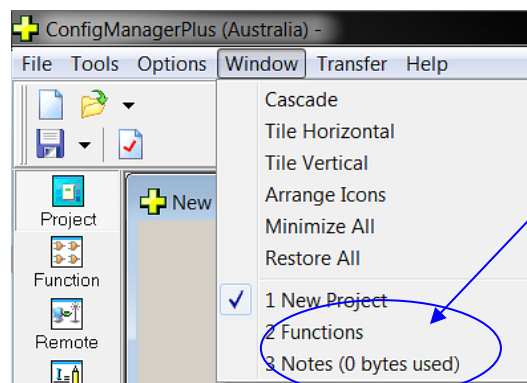 ConfigManagerPlus (Australia) -
File Tools Options Window Transfer Help
Cascade
Tile Horizontal
Tile Vertical
Arrange Icons
Minimize All
Restore All
1 New Project
2 Functions
3 Notes (0 bytes used)
New
Project
Function
Remote